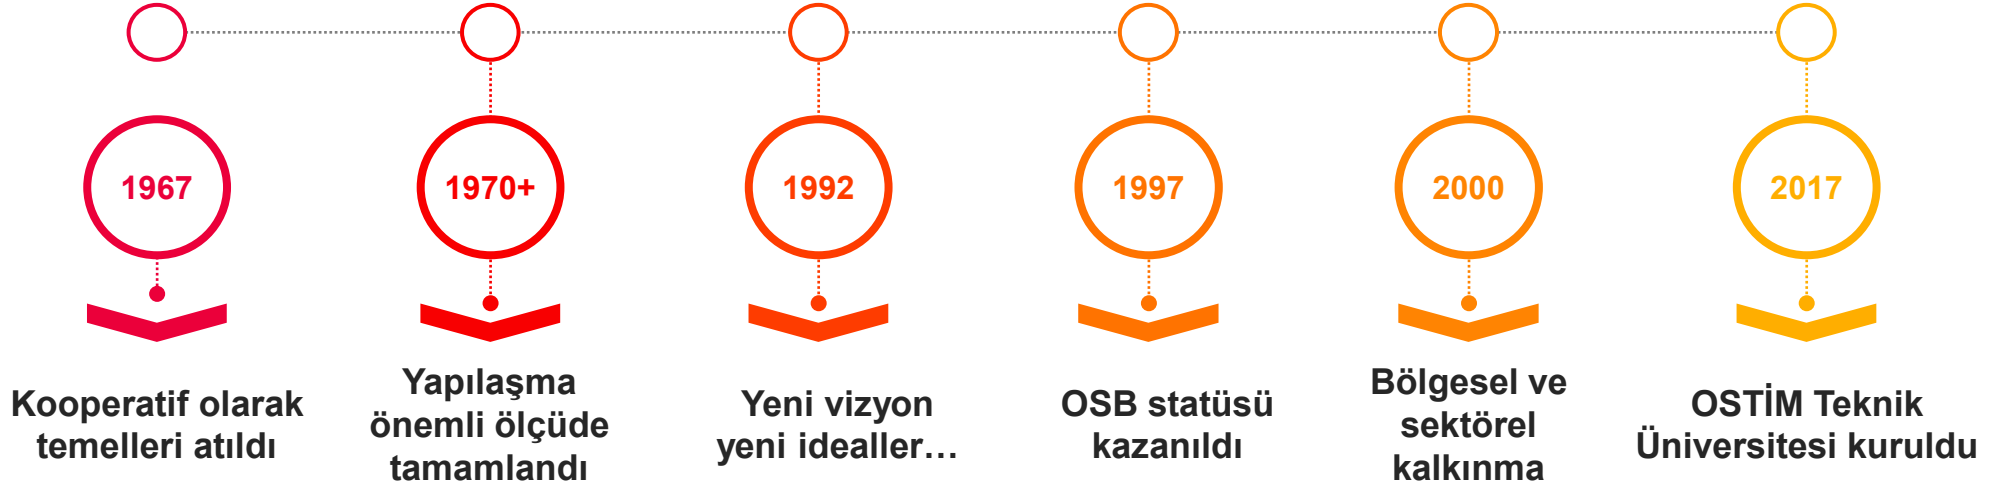 1967
1970+
1992
1997
2000
2017
Kooperatif olarak
temelleri atıldı
Yapılaşma
önemli ölçüde
tamamlandı
Yeni vizyon
yeni idealler…
OSB statüsü
kazanıldı
Bölgesel ve
sektörel
kalkınma
OSTİM Teknik
Üniversitesi kuruldu